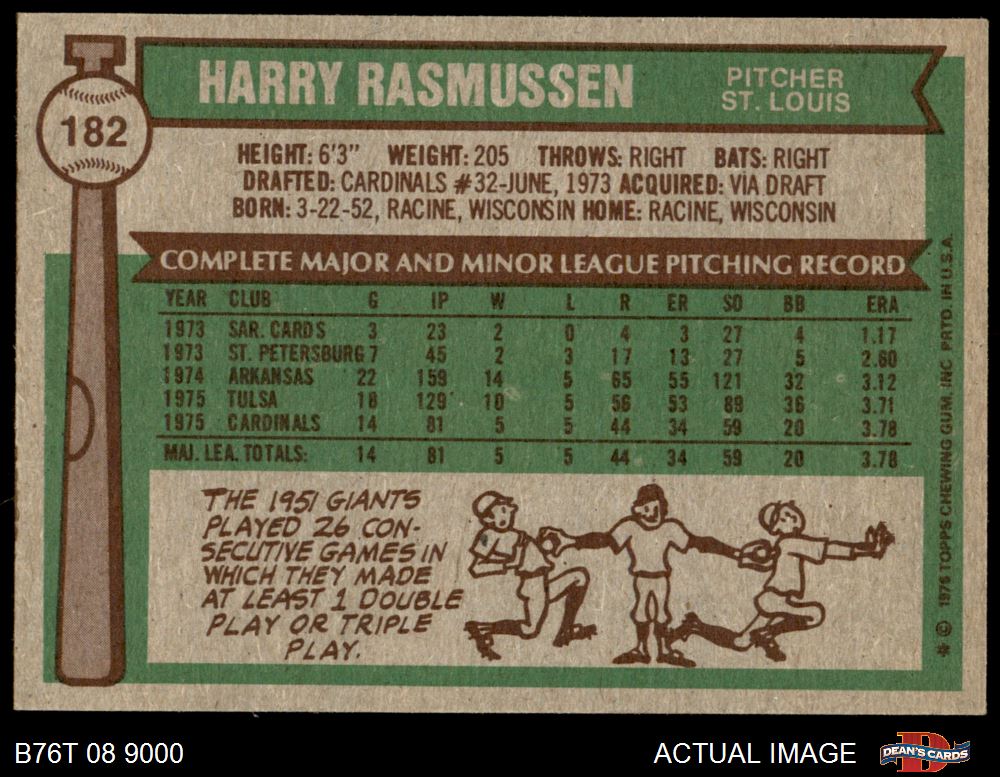 182
HARRY RASMUSSEN
PITCHER
ST. LOUIS
HEIGHT: 6'3" WEIGHT: 205 THROWS: RIGHT BATS: RIGHT
DRAFTED: CARDINALS #32-JUNE, 1973 ACQUIRED: VIA DRAFT
BORN: 3-22-52, RACINE, WISCONSIN HOME: RACINE, WISCONSIN
COMPLETE MAJOR AND MINOR LEAGUE PITCHING RECORD
YEAR CLUB G IP W L R ER SO BB ERA
1973 SAR. CARDS 3 23 2 0 4 3 27 4 1.17
1973 ST. PETERSBURG 7 45 2 3 17 13 27 5 2.60
1974 ARKANSAS 22 159 14 5 65 55 121 32 3.12
1975 TULSA 18 129 10 5 56 53 89 36 3.71
1975 CARDINALS 14 81 5 5 44 34 59 20 3.78
MAJ. LEA. TOTALS: 14 81 5 5 44 34 59 20 3.78
THE 1951 GIANTS
PLAYED 26 CON-
SECUTIVE GAMES IN
WHICH THEY MADE
AT LEAST 1 DOUBLE
PLAY OR TRIPLE
PLAY.
* © 1976 TOPPS CHEWING GUM, INC PRTD. IN U.S.A.
B76T 08 9000
ACTUAL IMAGE
DEAN'S CARDS